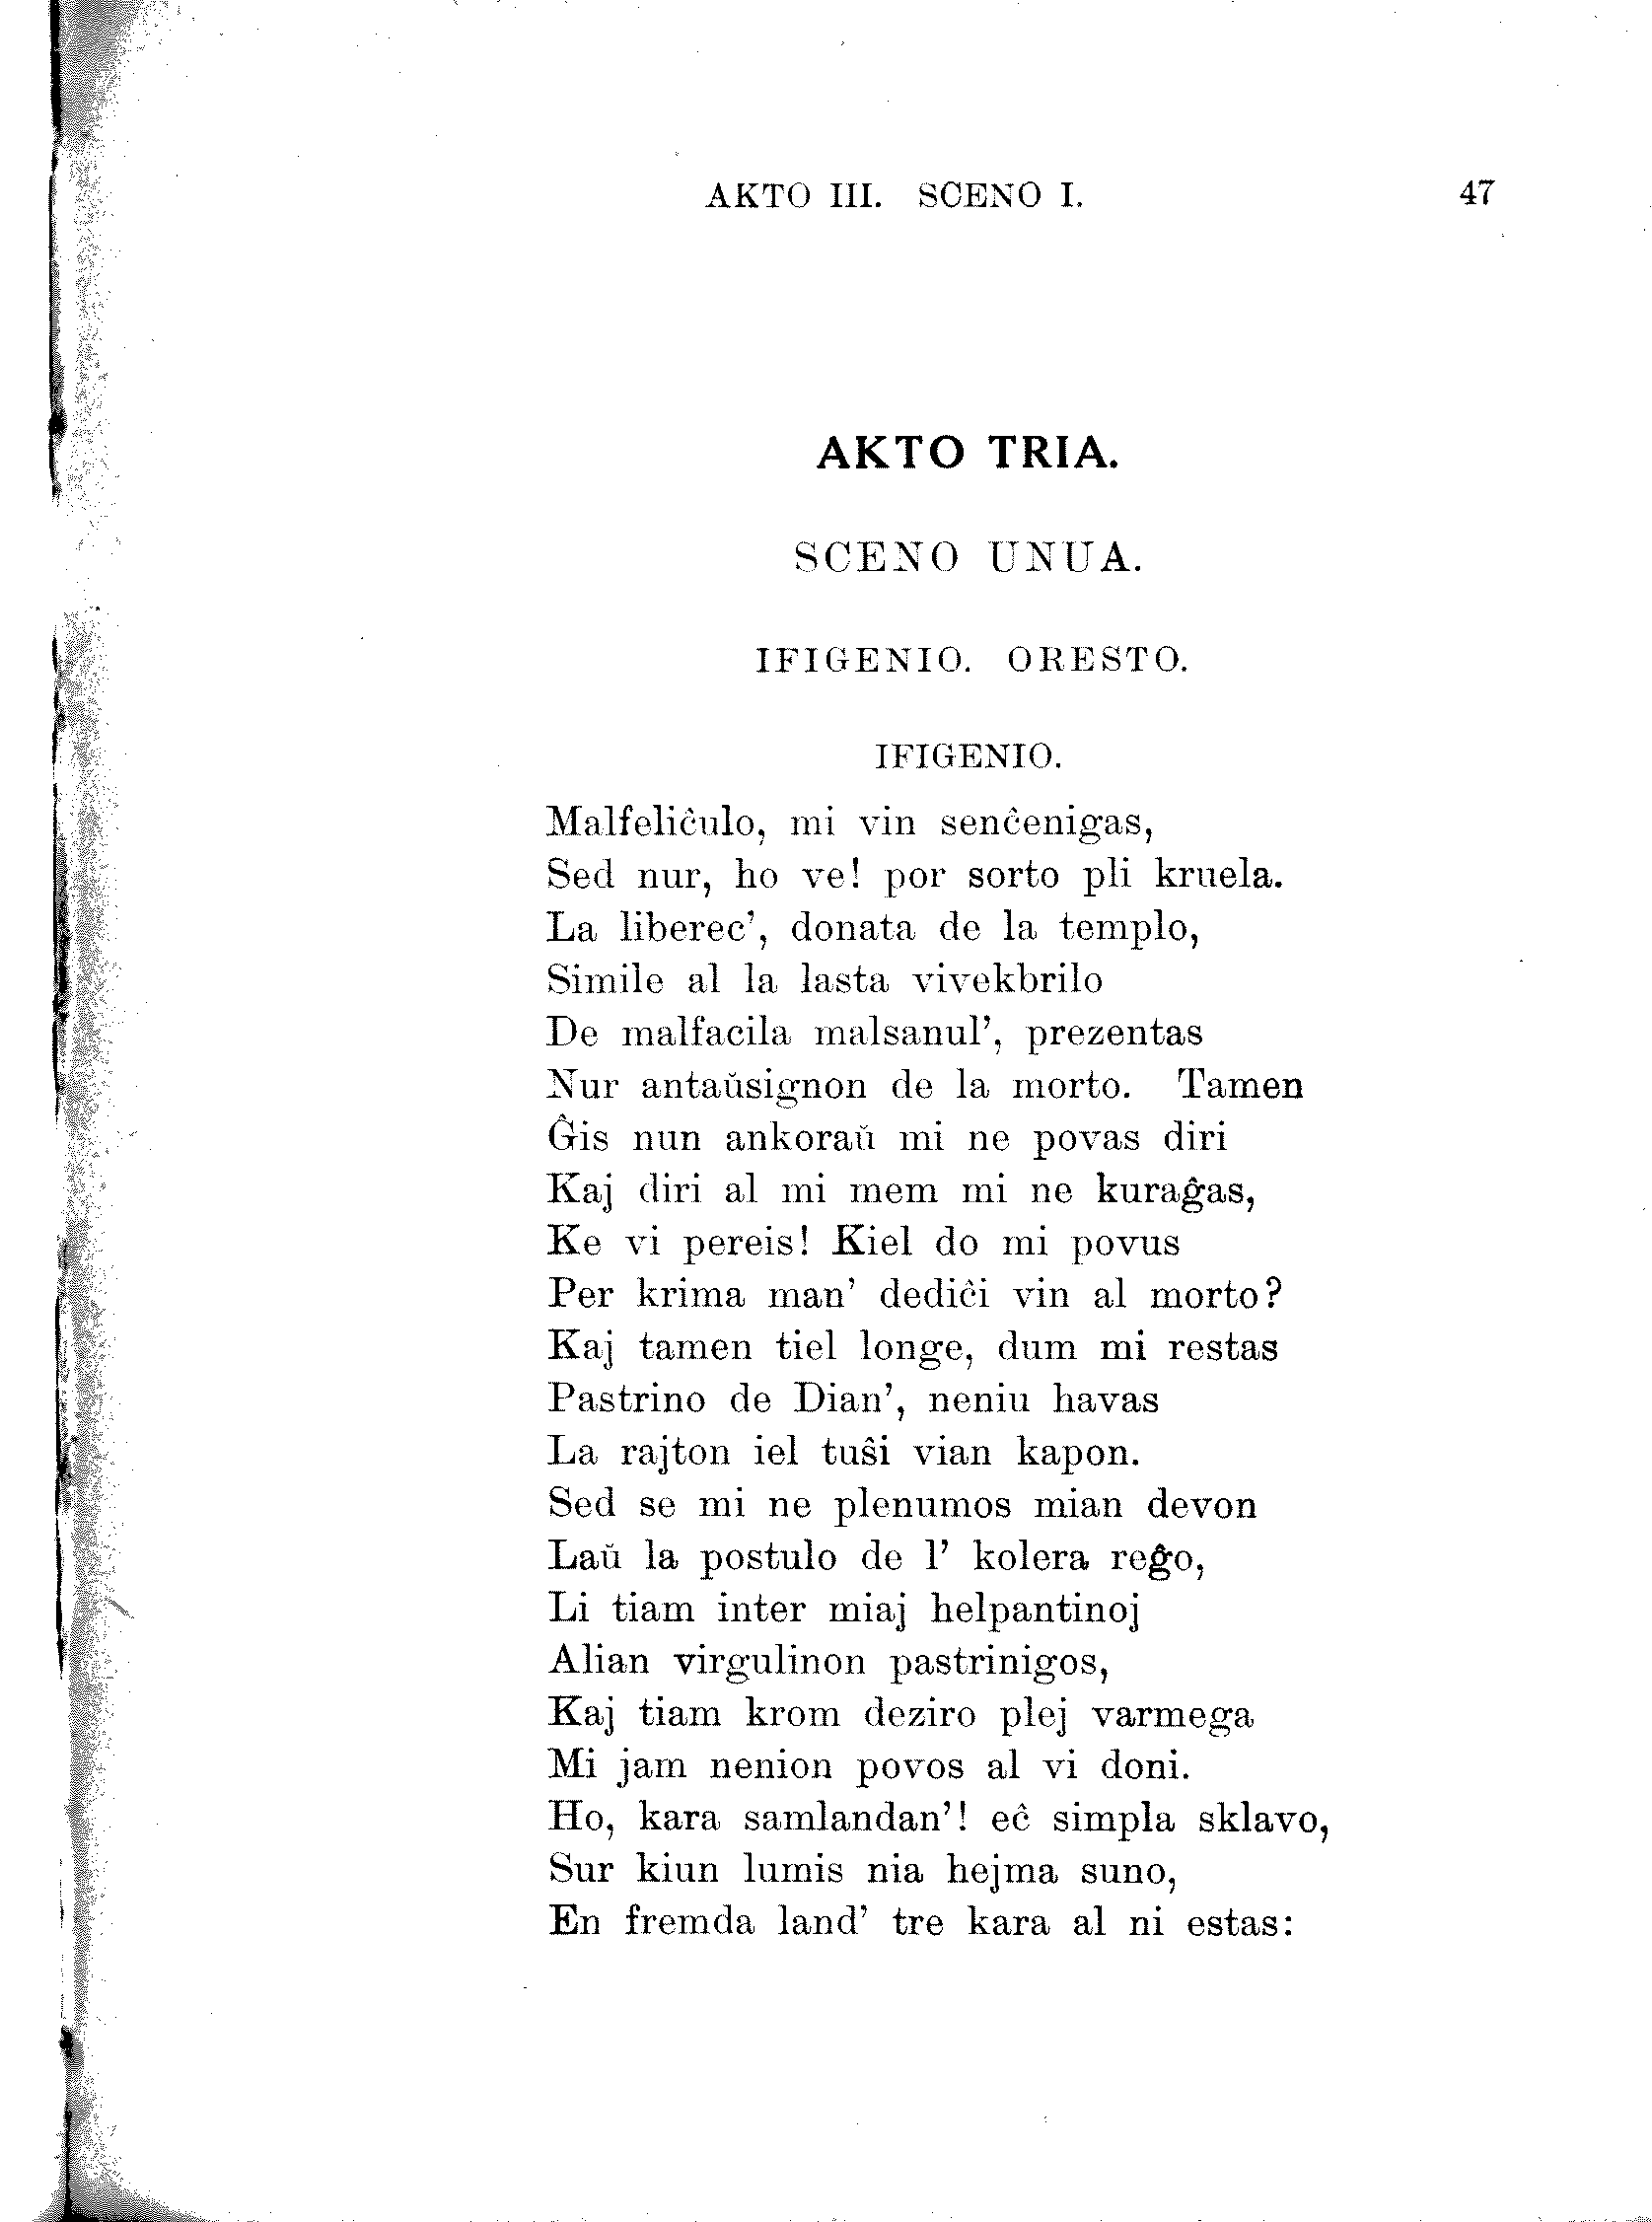 AKTO III. SCENO I. 47
AKTO TRIA.
SCENO UNUA.
IFIGENIO. ORESTO.
IFIGENIO.
Malfeliĉulo, mi vin senĉenigas,
Sed nur, ho ve! por sorto pli kruela.
La liberec’, donata de la templo,
Simile al la lasta vivekbrilo
De malfacila malsanul’, prezentas
Nur antaŭsignon de la morto. Tamen
Ĝis nun ankoraŭ mi ne povas diri
Kaj diri al mi mem mi ne kuraĝas,
Ke vi pereis! Kiel do mi povus
Per krima man’ dediĉi vin al morto?
Kaj tamen tiel longe, dum mi restas
Pastrino de Dian’, neniu havas
La rajton iel tuŝi vian kapon.
Sed se mi ne plenumos mian devon
Laŭ la postulo de l’ kolera reĝo,
Li tiam inter miaj helpantinoj
Alian virgulinon pastrinigos,
Kaj tiam krom deziro plej varmega
Mi jam nenion povos al vi doni.
Ho, kara samlandan’! eĉ simpla sklavo,
Sur kiun lumis nia hejma suno,
En fremda land’ tre kara al ni estas: